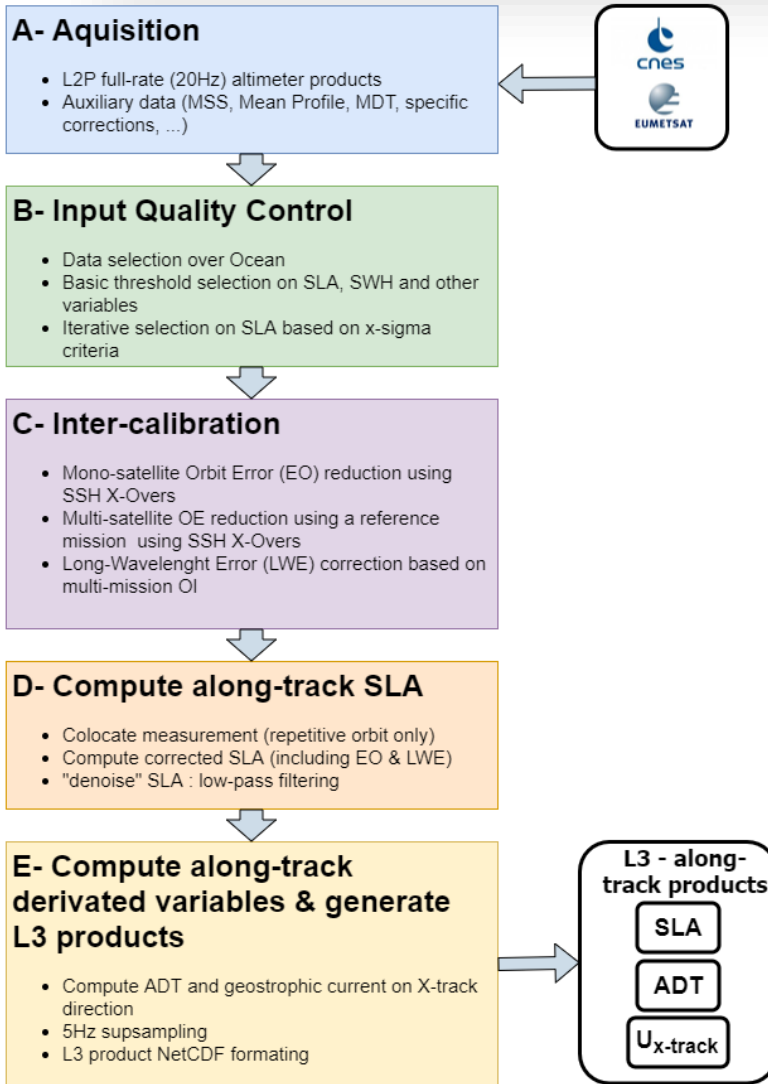 A- Aquisition
• L2P full-rate (20Hz) altimeter products
• Auxiliary data (MSS, Mean Profile, MDT, specific
corrections, ...)
cnes
EUMETSAT
B- Input Quality Control
• Data selection over Ocean
• Basic threshold selection on SLA, SWH and other
variables
• Iterative selection on SLA based on x-sigma
criteria
C- Inter-calibration
• Mono-satellite Orbit Error (EO) reduction using
SSH X-Overs
• Multi-satellite OE reduction using a reference
mission using SSH X-Overs
• Long-Wavelenght Error (LWE) correction based on
multi-mission OI
D- Compute along-track SLA
• Colocate measurement (repetitive orbit only)
• Compute corrected SLA (including EO & LWE)
• "denoise" SLA : low-pass filtering
E- Compute along-track
derivated variables & generate
L3 products
• Compute ADT and geostrophic current on X-track
direction
• 5Hz supsampling
• L3 product NetCDF formating
L3 - along-
track products
SLA
ADT
Ux-track